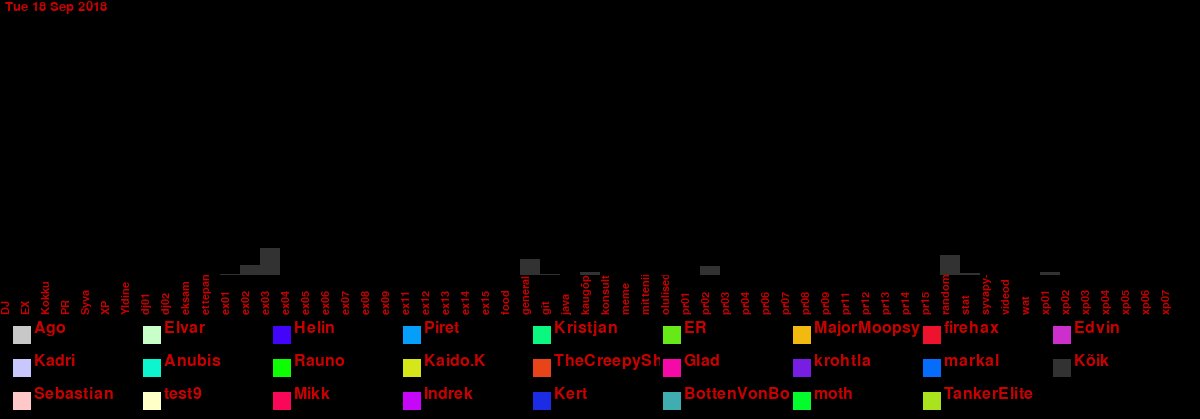 Tue 18 Sep 2018
DJ EX Kokku PR Syva XP Yldine dj01 dj02 eksam ettepan ex01 ex02 ex03 ex04 ex05 ex06 ex07 ex08 ex09 ex11 ex12 ex13 ex14 ex15 food general git java kaugõp konsult meme mittenii olulised pr01 pr02 pr03 pr04 pr06 pr07 pr08 pr09 pr11 pr12 pr13 pr14 pr15 random stat syvapy- videod wat xp01 xp02 xp03 xp04 xp05 xp06 xp07
Ago Elvar Helin Piret Kristjan ER MajorMoopsy firehax Edvin
Kadri Anubis Rauno Kaido.K TheCreepySh Glad krohtla markal Kõik
Sebastian test9 Mikk Indrek Kert BottenVonBo moth TankerElite